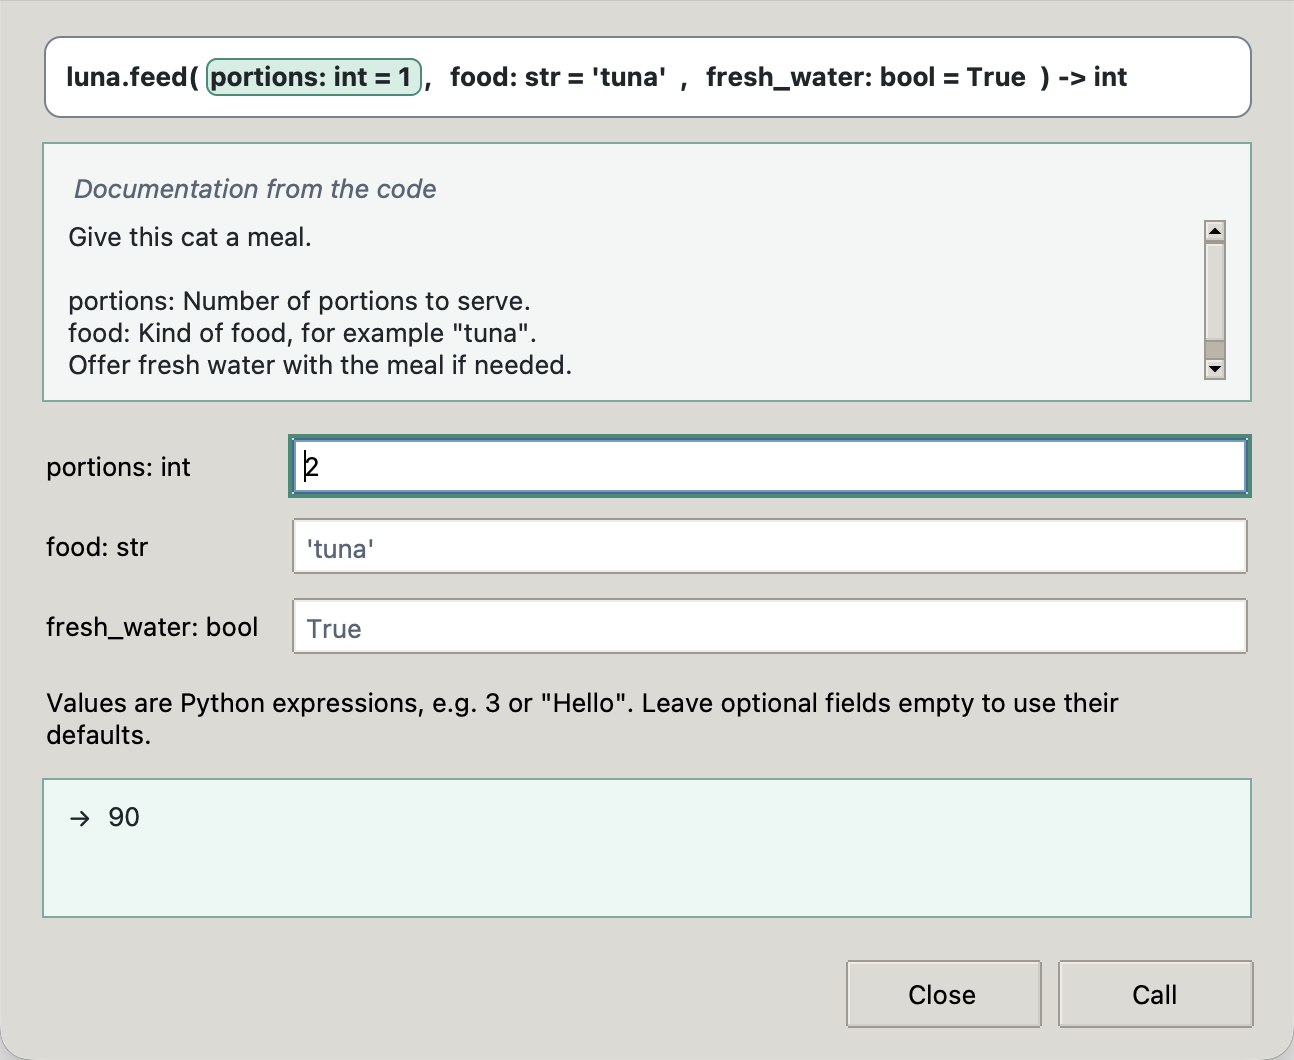 luna.feed( portions: int = 1 , food: str = 'tuna' , fresh_water: bool = True ) -> int
Documentation from the code
Give this cat a meal.
portions: Number of portions to serve.
food: Kind of food, for example "tuna".
Offer fresh water with the meal if needed.
portions: int 2
food: str 'tuna'
fresh_water: bool True
Values are Python expressions, e.g. 3 or "Hello". Leave optional fields empty to use their
defaults.
→ 90
Close Call